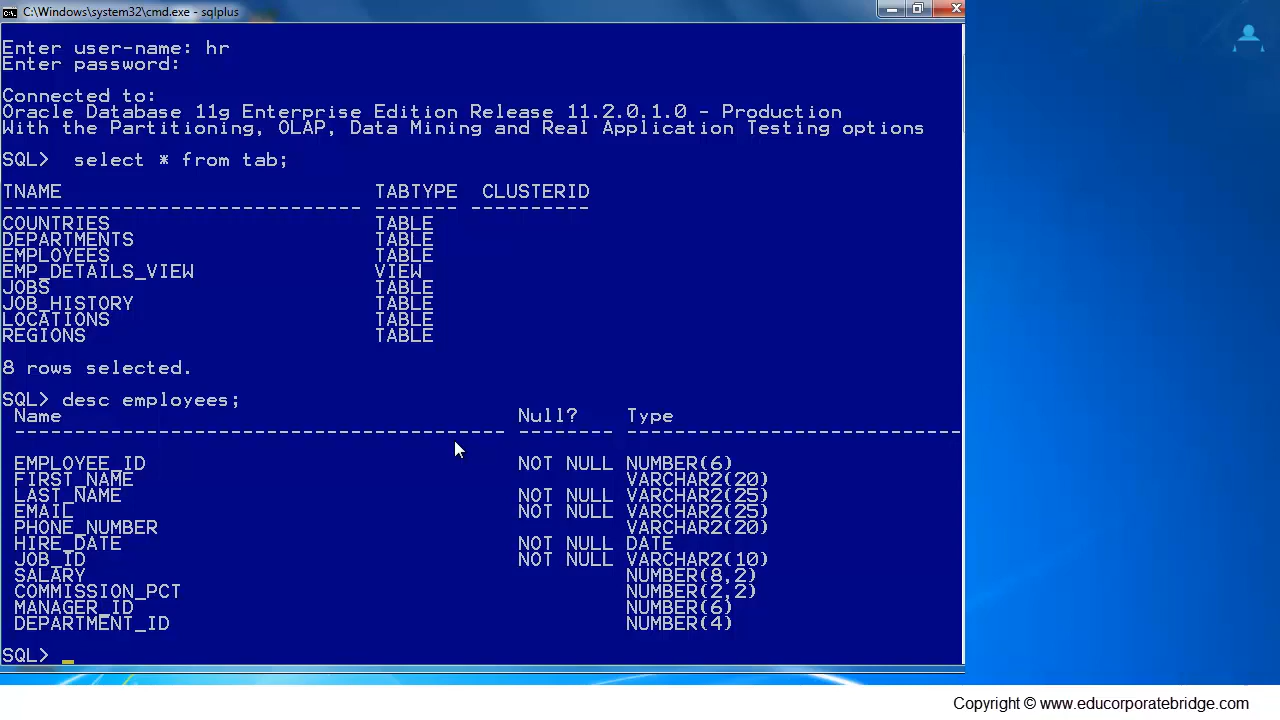 C:\Windows\system32\cmd.exe - sqlplus
Enter user-name: hr
Enter password:
Connected to:
Oracle Database 11g Enterprise Edition Release 11.2.0.1.0 - Production
With the Partitioning, OLAP, Data Mining and Real Application Testing options
SQL>  select * from tab;
TNAME                          TABTYPE  CLUSTERID
------------------------------ ------- ----------
COUNTRIES                      TABLE
DEPARTMENTS                    TABLE
EMPLOYEES                      TABLE
EMP_DETAILS_VIEW               VIEW
JOBS                           TABLE
JOB_HISTORY                    TABLE
LOCATIONS                      TABLE
REGIONS                        TABLE
8 rows selected.
SQL> desc employees;
 Name                                      Null?    Type
 ----------------------------------------- -------- ----------------------------
 EMPLOYEE_ID                               NOT NULL NUMBER(6)
 FIRST_NAME                                         VARCHAR2(20)
 LAST_NAME                                 NOT NULL VARCHAR2(25)
 EMAIL                                     NOT NULL VARCHAR2(25)
 PHONE_NUMBER                                       VARCHAR2(20)
 HIRE_DATE                                 NOT NULL DATE
 JOB_ID                                    NOT NULL VARCHAR2(10)
 SALARY                                             NUMBER(8,2)
 COMMISSION_PCT                                     NUMBER(2,2)
 MANAGER_ID                                         NUMBER(6)
 DEPARTMENT_ID                                      NUMBER(4)
SQL> _
Copyright © www.educorporatebridge.com